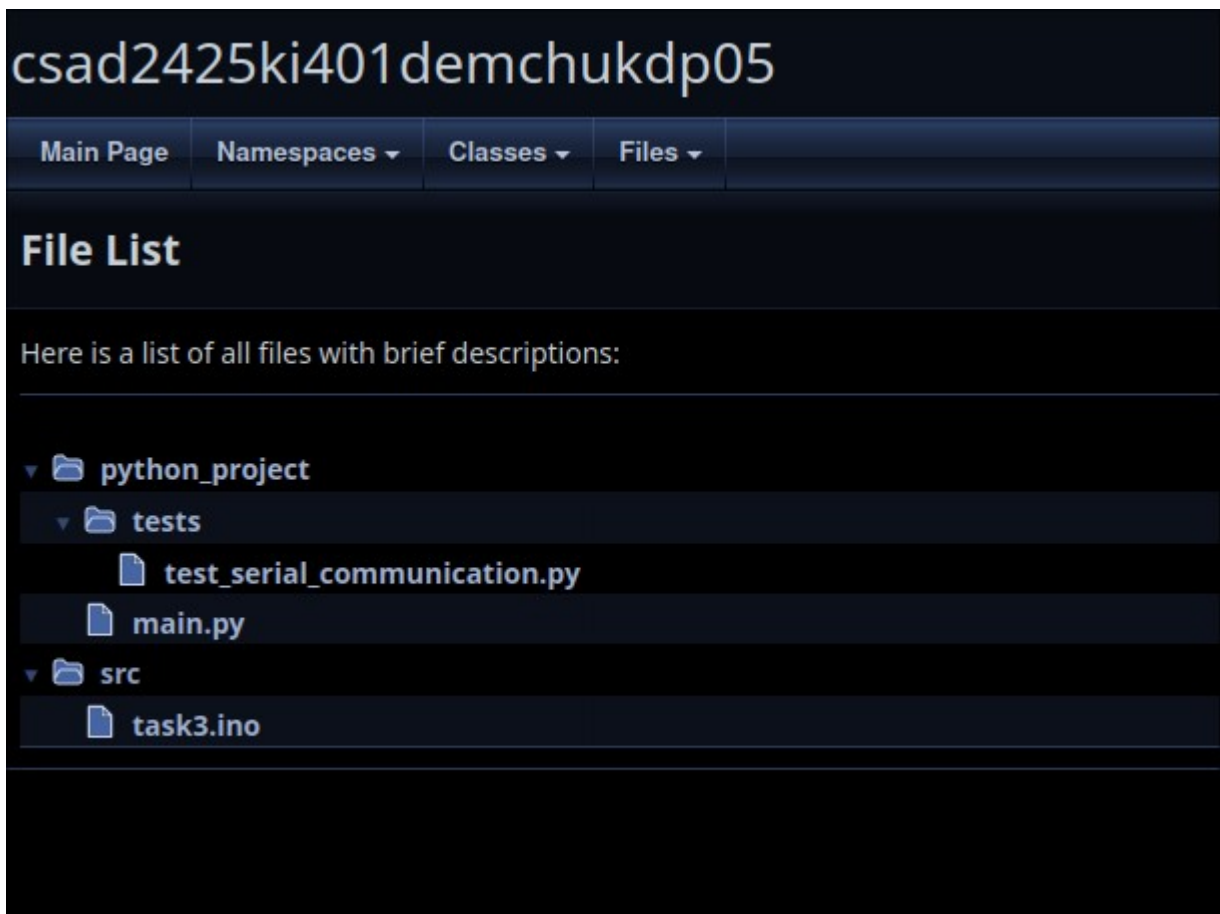 csad2425ki401demchukdp05
Main Page Namespaces Classes Files
File List
Here is a list of all files with brief descriptions:
python_project
tests
test_serial_communication.py
main.py
src
task3.ino